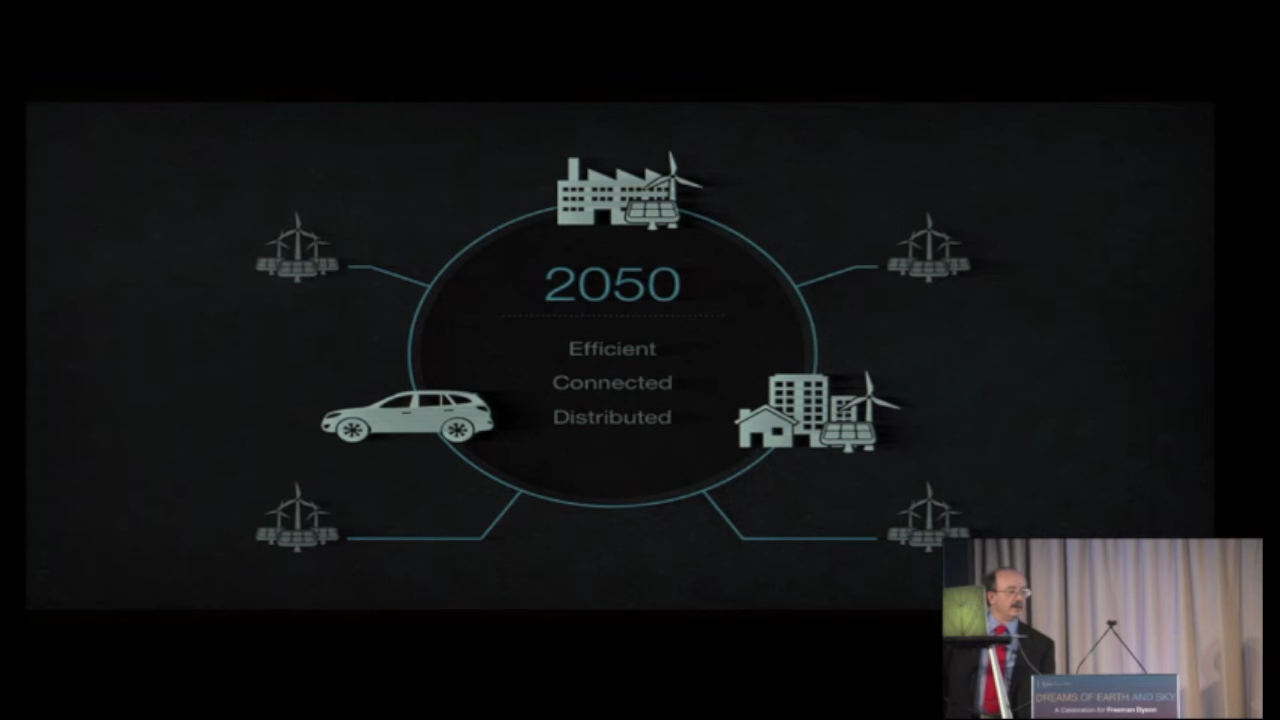 2050
Efficient
Connected
Distributed
DREAMS OF EARTH AND SKY
A Celebration for Freeman Dyson